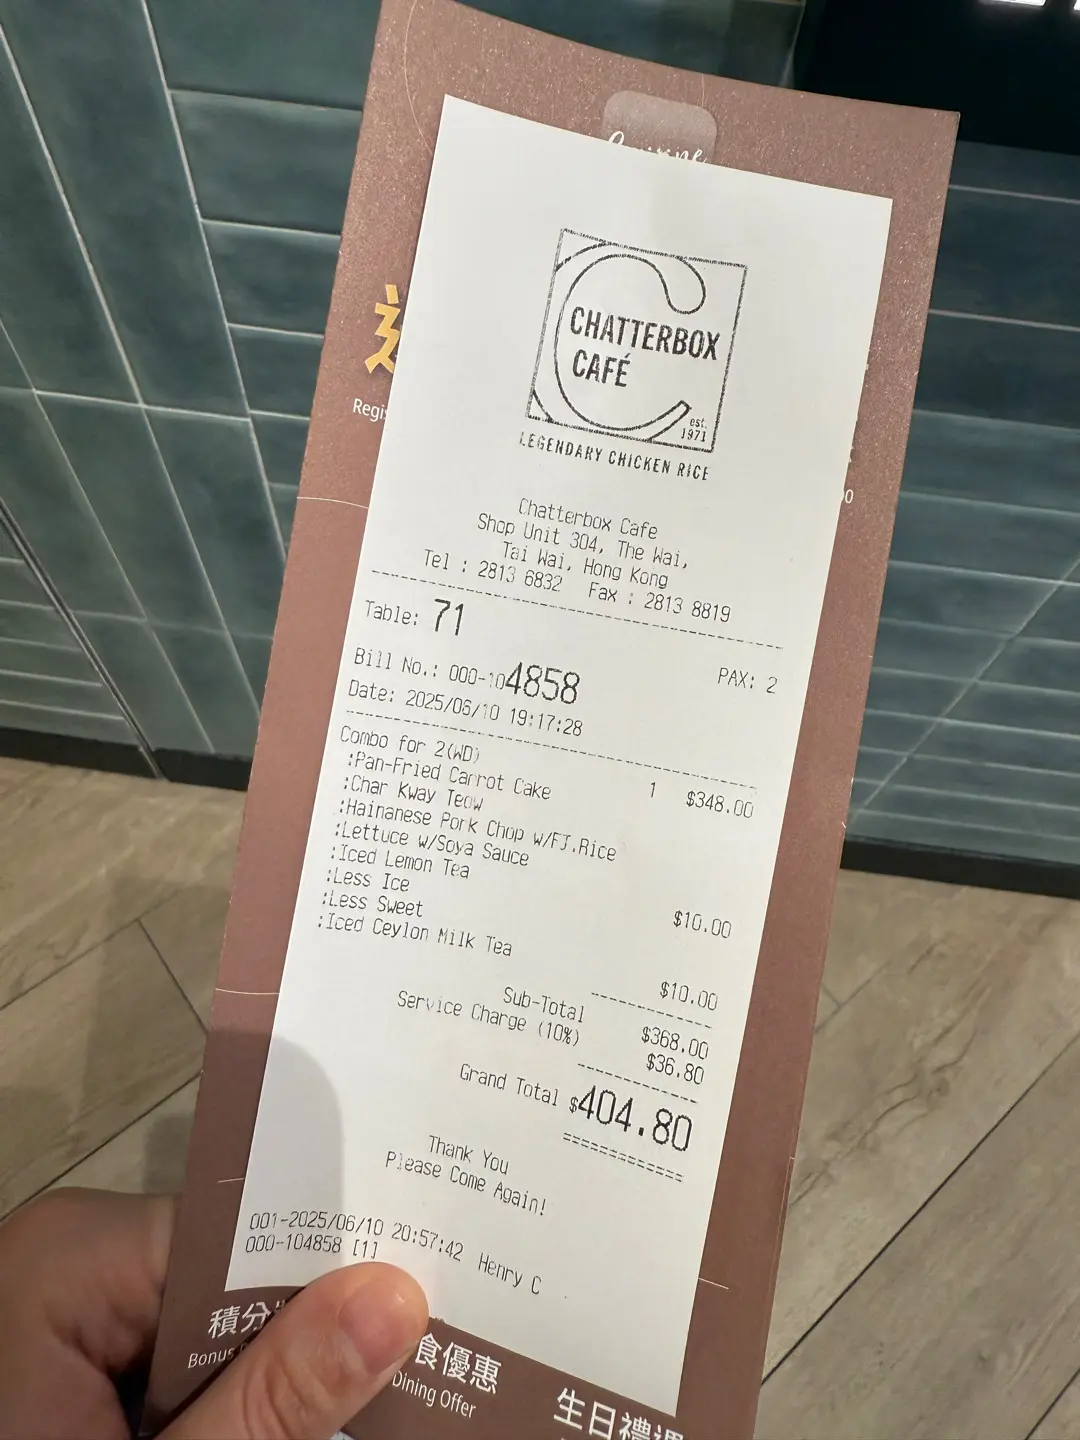 Cuisine
Regis
0
CHATTERBOX
CAFÉ
est.
1971
LEGENDARY CHICKEN RICE
Chatterbox Cafe
Shop Unit 304, The Wai,
Tai Wai, Hong Kong
Tel : 2813 6832 Fax : 2813 8819
Table: 71
PAX: 2
Bill No.: 000-104858
Date: 2025/06/10 19:17:28
Combo for 2(WD) 1 $348.00
:Pan-Fried Carrot Cake
:Char Kway Teow
:Hainanese Pork Chop w/FJ.Rice
:Lettuce w/Soya Sauce
:Iced Lemon Tea $10.00
:Less Ice
:Less Sweet
:Iced Ceylon Milk Tea $10.00
Sub-Total $368.00
Service Charge (10%) $36.80
Grand Total $404.80
Thank You
Please Come Again!
001-2025/06/10 20:57:42 Henry C
000-104858 [1]
積分
Bonus
食優惠
Dining Offer
生日禮遇